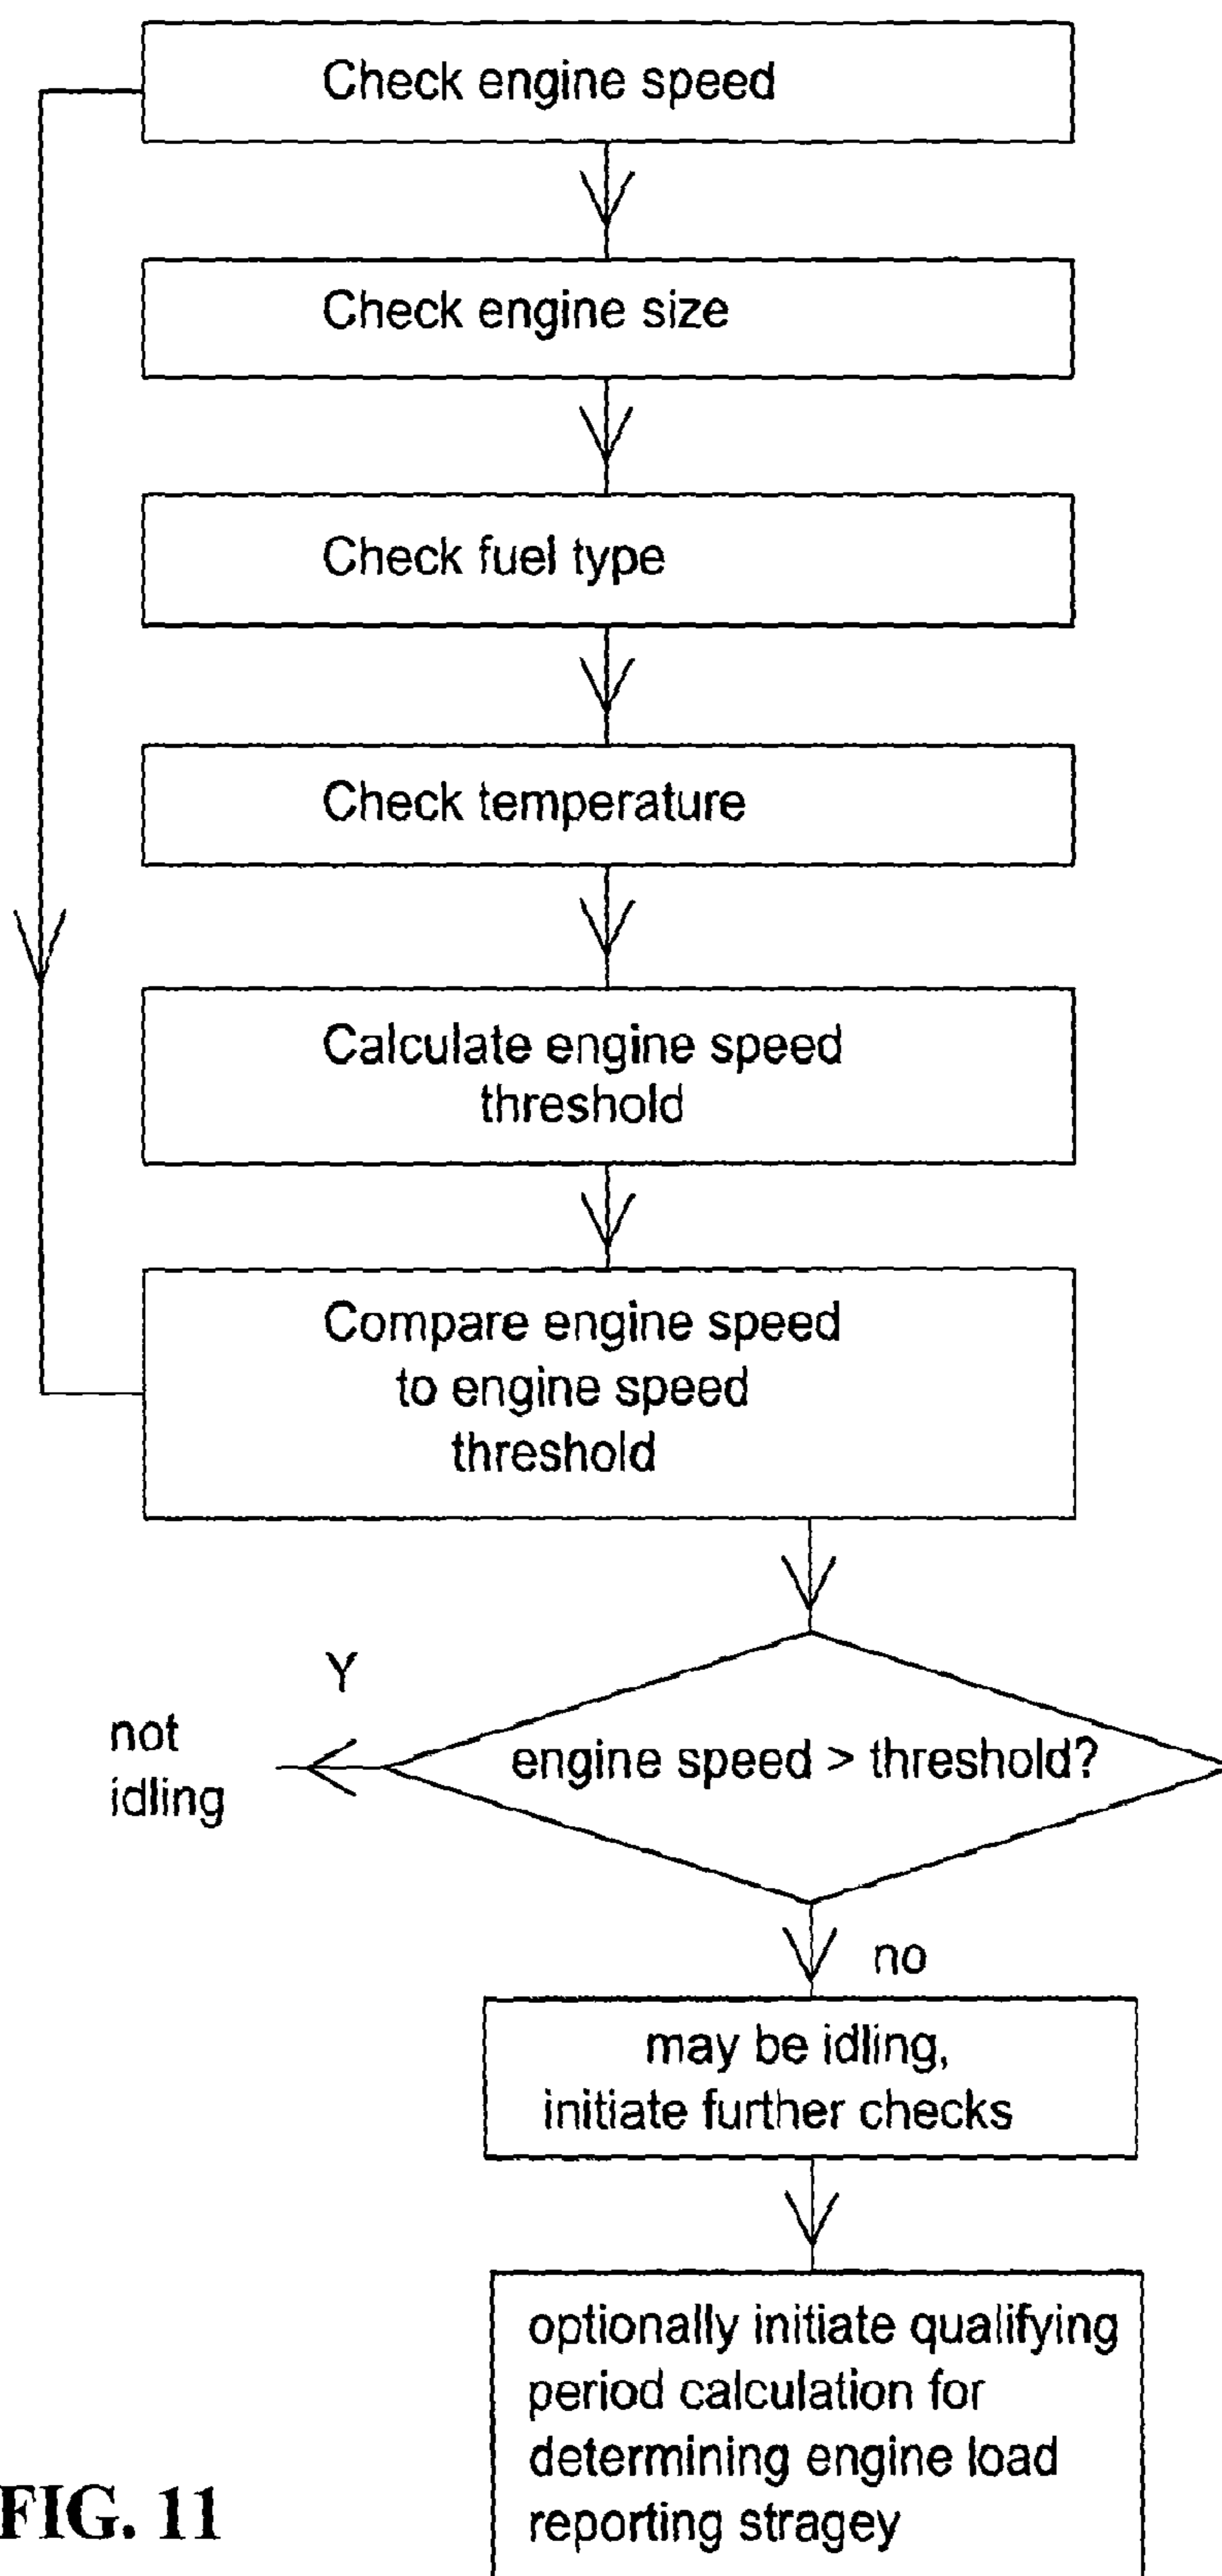 Check engine speed
Check engine size
Check fuel type
Check temperature
Calculate engine speed
threshold
Compare engine speed
to engine speed
threshold
Y
not
idling
engine speed > threshold?
no
may be idling,
initiate further checks
optionally initiate qualifying
period calculation for
determining engine load
reporting stragey
FIG. 11